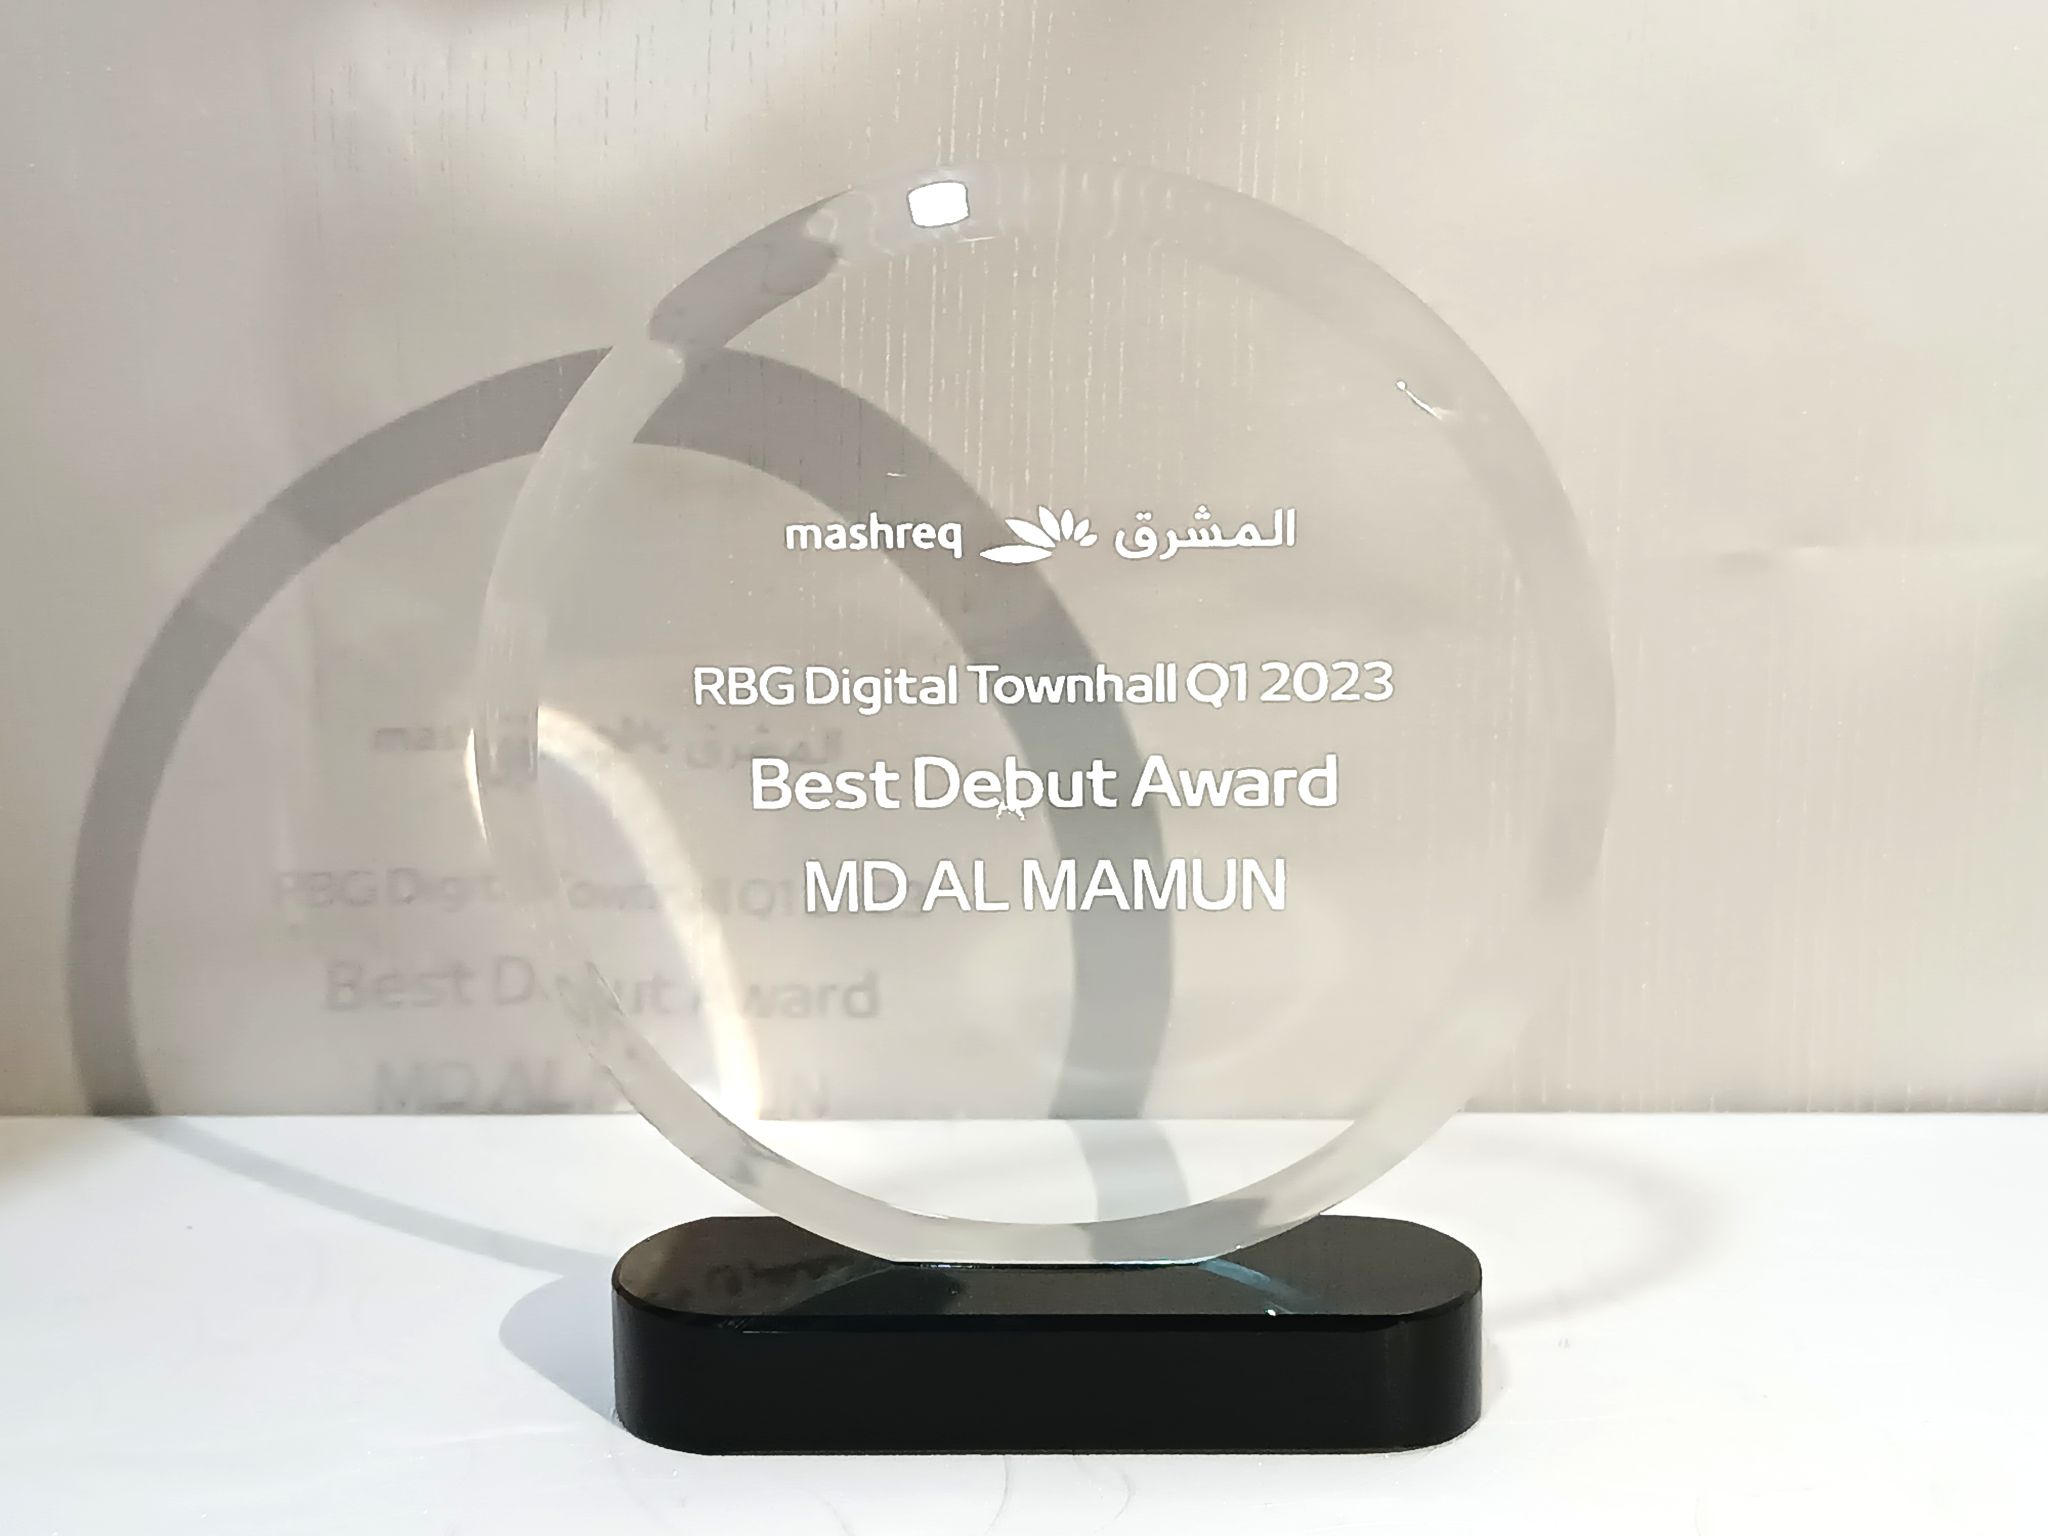 mashreq المشرق
RBG Digital Townhall Q1 2023
Best Debut Award
MD AL MAMUN